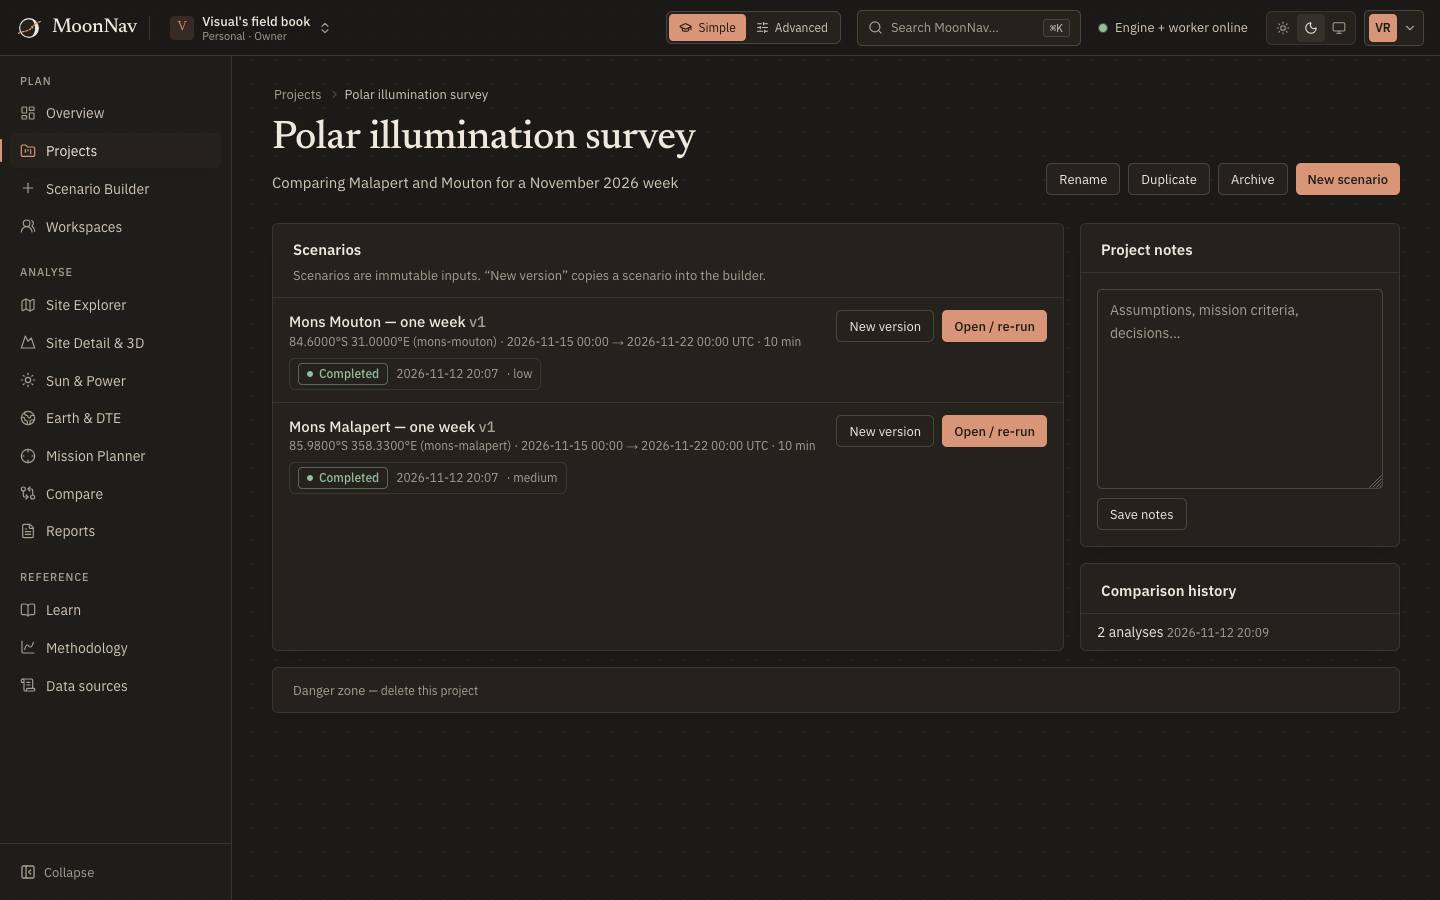 MoonNav
V
Visual's field book
Personal · Owner
Simple
Advanced
Search MoonNav...
⌘K
Engine + worker online
VR
PLAN
Overview
Projects
Scenario Builder
Workspaces
ANALYSE
Site Explorer
Site Detail & 3D
Sun & Power
Earth & DTE
Mission Planner
Compare
Reports
REFERENCE
Learn
Methodology
Data sources
Collapse
Projects > Polar illumination survey
Polar illumination survey
Comparing Malapert and Mouton for a November 2026 week
Rename
Duplicate
Archive
New scenario
Scenarios
Scenarios are immutable inputs. “New version” copies a scenario into the builder.
Mons Mouton — one week v1
84.6000°S 31.0000°E (mons-mouton) · 2026-11-15 00:00 → 2026-11-22 00:00 UTC · 10 min
Completed 2026-11-12 20:07 · low
New version
Open / re-run
Mons Malapert — one week v1
85.9800°S 358.3300°E (mons-malapert) · 2026-11-15 00:00 → 2026-11-22 00:00 UTC · 10 min
Completed 2026-11-12 20:07 · medium
New version
Open / re-run
Project notes
Assumptions, mission criteria,
decisions...
Save notes
Comparison history
2 analyses 2026-11-12 20:09
Danger zone — delete this project